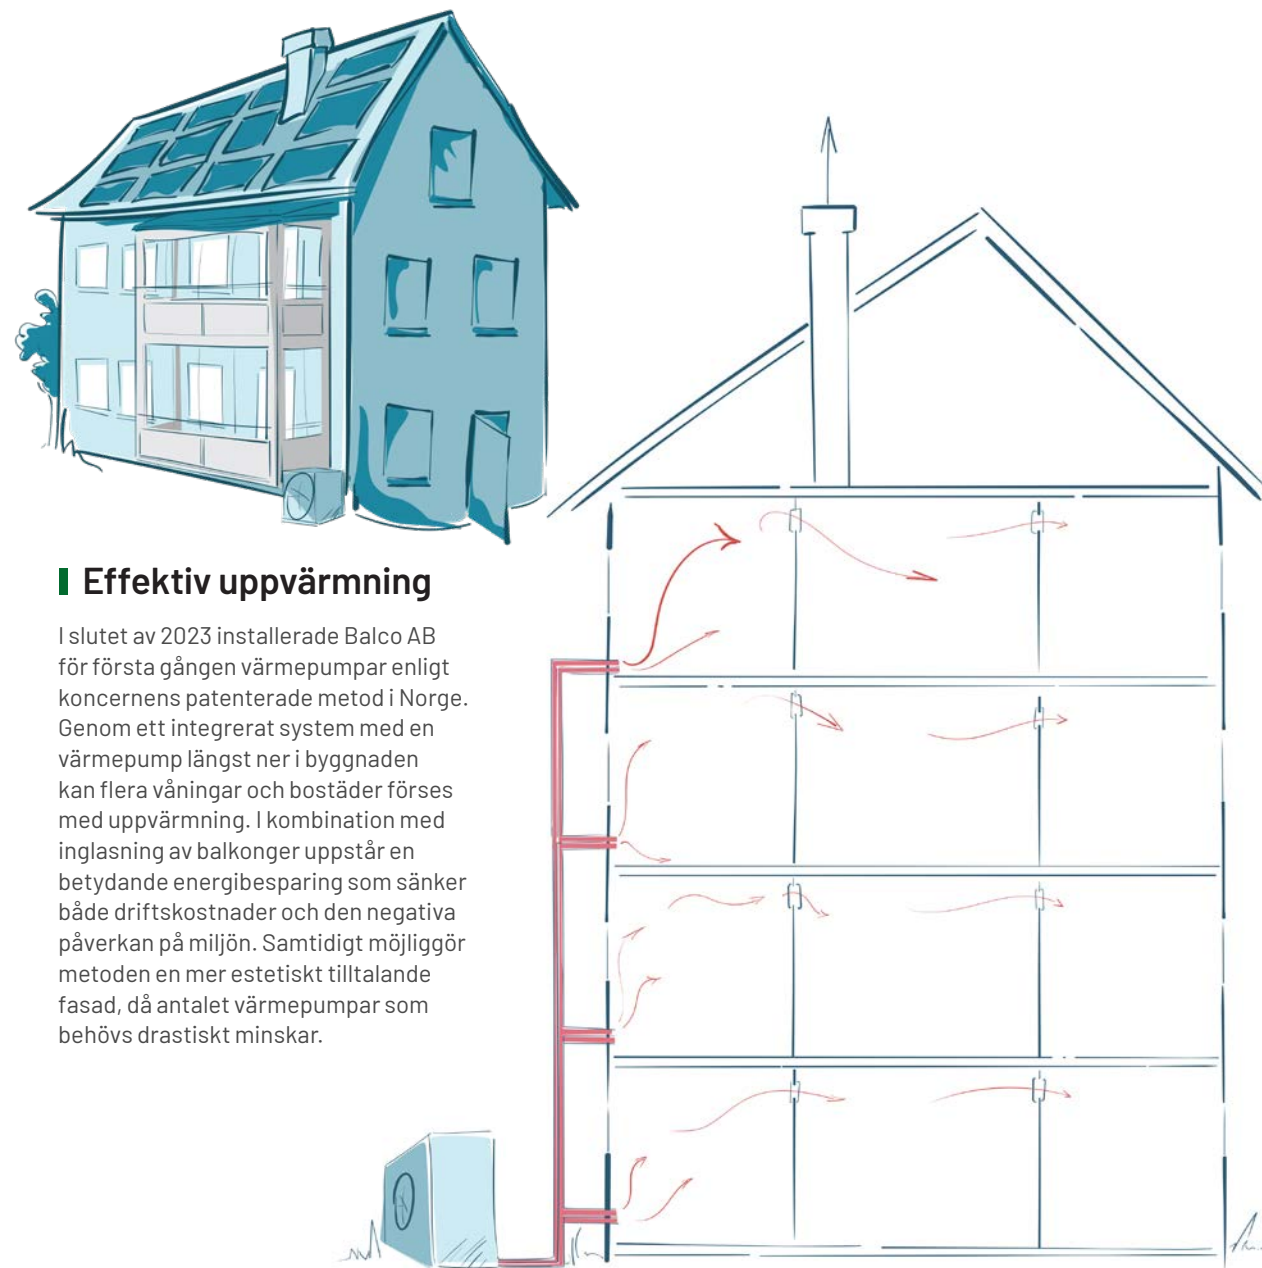 Effektiv uppvärmning
I slutet av 2023 installerade Balco AB
för första gången värmepumpar enligt
koncernens patenterade metod i Norge.
Genom ett integrerat system med en
värmepump längst ner i byggnaden
kan flera våningar och bostäder förses
med uppvärmning. I kombination med
inglasning av balkonger uppstår en
betydande energibesparing som sänker
både driftskostnader och den negativa
påverkan på miljön. Samtidigt möjliggör
metoden en mer estetiskt tilltalande
fasad, då antalet värmepumpar som
behövs drastiskt minskar.